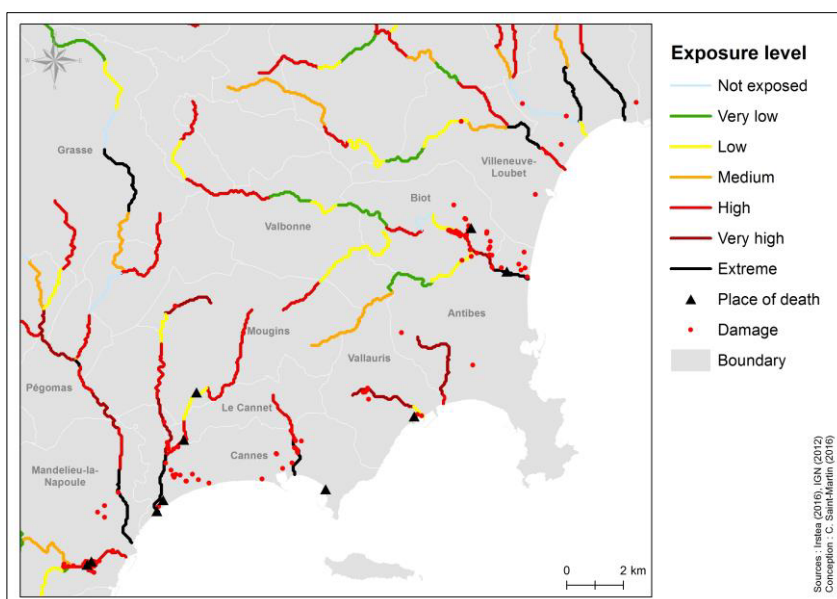 Grasse
Villeneuve-
Loubet
Biot
Valbonne
Antibes
Mougins
Vallauris
Pégomas
Le Cannet
Cannes
Mandelieu-la-
Napoule
0 2 km
Exposure level
Not exposed
Very low
Low
Medium
High
Very high
Extreme
Place of death
Damage
Boundary
Sources : Irstea (2016), IGN (2012)
Conception : C. Saint-Martin (2016)